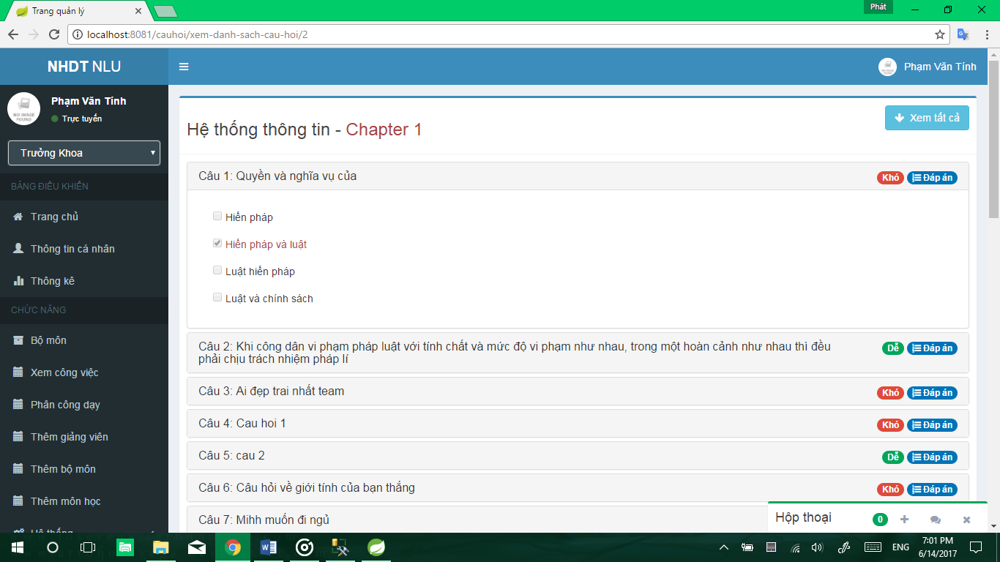 Trang quản lý
Phát
localhost:8081/cauhoi/xem-danh-sach-cau-hoi/2
NHDT NLU
Phạm Văn Tính
NO IMAGE FOUND
Phạm Văn Tính
Trực tuyến
Trưởng Khoa
BẢNG ĐIỀU KHIỂN
Trang chủ
Thông tin cá nhân
Thống kê
CHỨC NĂNG
Bộ môn
Xem công việc
Phân công dạy
Thêm giảng viên
Thêm bộ môn
Thêm môn học
Hệ thống
Xem tất cả
Hệ thống thông tin - Chapter 1
Câu 1: Quyền và nghĩa vụ của
Khó Đáp án
Hiến pháp
Hiến pháp và luật
Luật hiến pháp
Luật và chính sách
Câu 2: Khi công dân vi phạm pháp luật với tính chất và mức độ vi phạm như nhau, trong một hoàn cảnh như nhau thì đều
phải chịu trách nhiệm pháp lí
Dễ Đáp án
Câu 3: Ai đẹp trai nhất team
Khó Đáp án
Câu 4: Cau hoi 1
Khó Đáp án
Câu 5: cau 2
Dễ Đáp án
Câu 6: Câu hỏi về giới tính của bạn thắng
Khó Đáp án
Câu 7: Mihh muốn đi ngủ
Hộp thoại
0
ENG
7:01 PM
6/14/2017